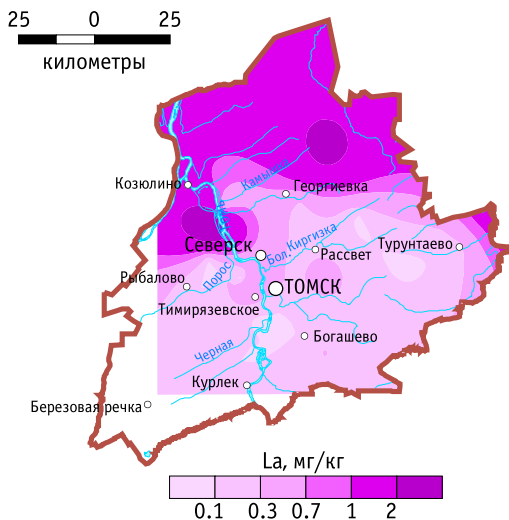 25 0 25
километры
Козюлино
Камышка
Георгиевка
Северск
Бол. Киргизка
Рассвет
Турунтаево
Рыбалово
Порос
ТОМСК
Тимирязевское
Богашево
Черная
Курлек
Березовая речка
La, мг/кг
0.1 0.3 0.7 1 2